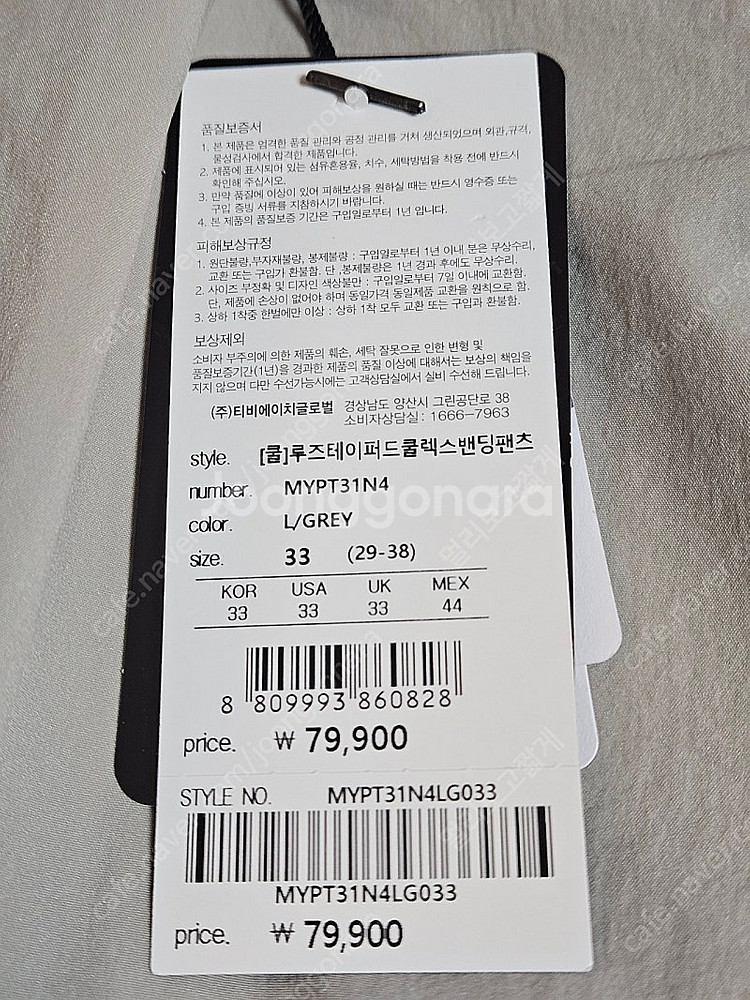 품질보증서
1. 본 제품은 엄격한 품질 관리와 공정 관리를 거쳐 생산되었으며 외관,규격,
물성검사에서 합격한 제품입니다.
2. 제품에 표시되어 있는 섬유혼용율, 치수, 세탁방법을 착용 전에 반드시
확인해 주십시오.
3. 만약 품질에 이상이 있어 피해보상을 원하실 때는 반드시 영수증 또는
구입 증빙 서류를 지참하시기 바랍니다.
4. 본 제품의 품질보증 기간은 구입일로부터 1년 입니다.
피해보상규정
1. 원단불량,부자재불량, 봉제불량 : 구입일로부터 1년 이내 분은 무상수리,
교환 또는 구입가 환불함. 단 ,봉제불량은 1년 경과 후에도 무상수리.
2. 사이즈 부정확 및 디자인 색상불만 : 구입일로부터 7일 이내에 교환함.
단, 제품에 손상이 없어야 하며 동일가격 동일제품 교환을 원칙으로 함.
3. 상하 1착중 한벌에만 이상 : 상하 1착 모두 교환 또는 구입과 환불함.
보상제외
소비자 부주의에 의한 제품의 훼손, 세탁 잘못으로 인한 변형 및
품질보증기간(1년)을 경과한 제품의 품질 이상에 대해서는 보상의 책임을
지지 않으며 다만 수선가능시에는 고객상담실에서 실비 수선해 드립니다.
(주)티비에이치글로벌 경상남도 양산시 그린공단로 38
소비자상담실: 1666-7963
style. [쿨]루즈테이퍼드쿨렉스밴딩팬츠
number. MYPT31N4
color. L/GREY
size. 33 (29-38)
KOR USA UK MEX
33 33 33 44
8 809993 860828
price. ₩ 79,900
STYLE NO. MYPT31N4LG033
MYPT31N4LG033
price. ₩ 79,900
joonggonara